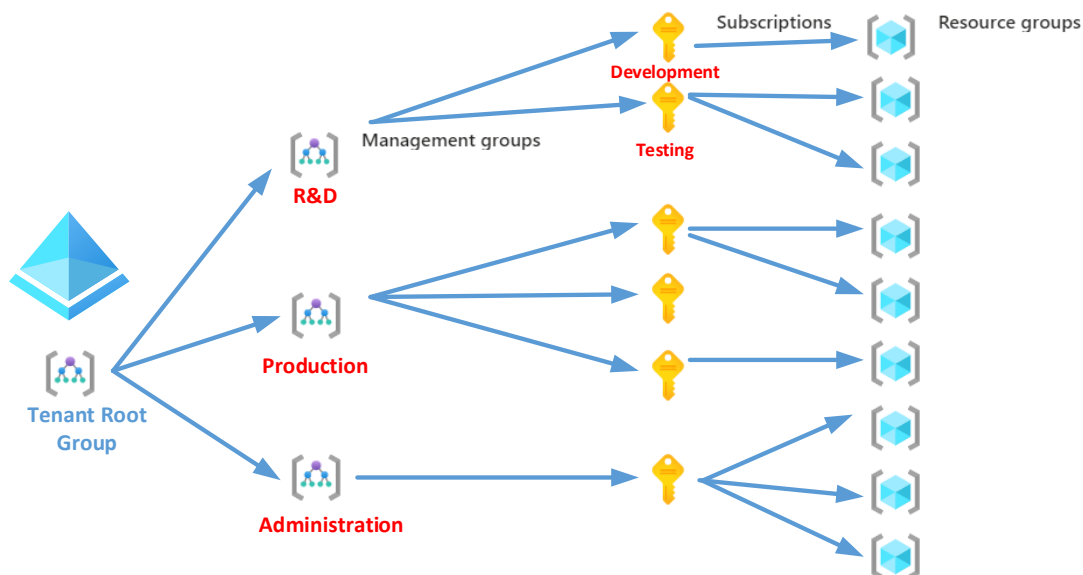 Subscriptions
Resource groups
Development
Management groups
Testing
R&D
Production
Tenant Root
Group
Administration